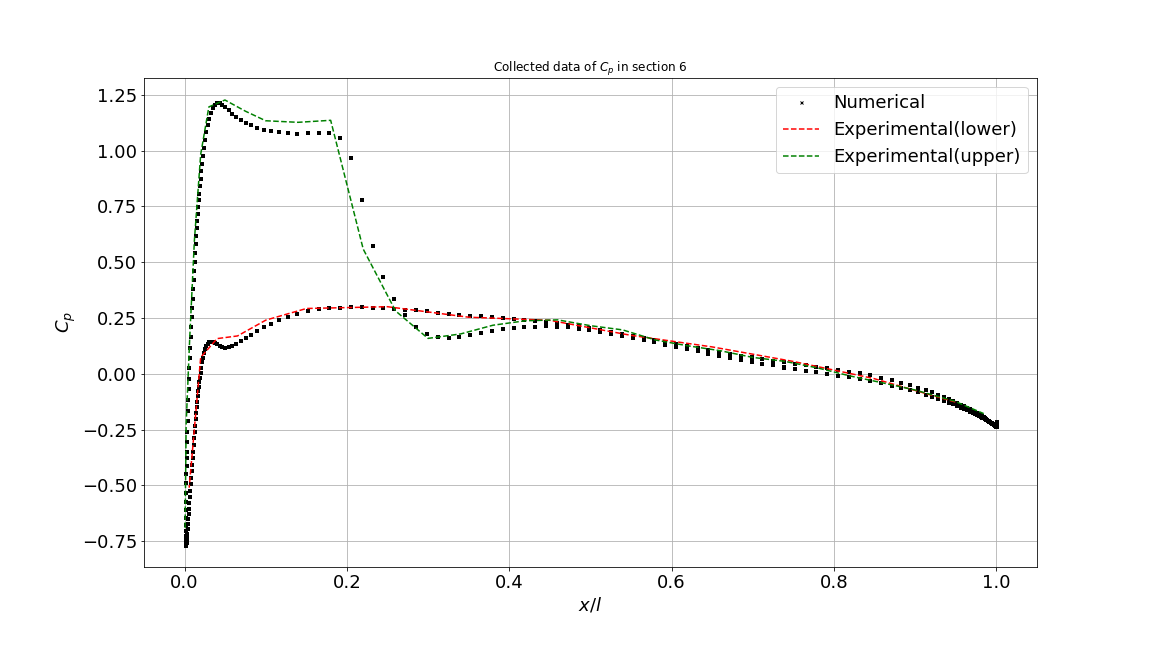 Collected data of Cp in section 6
Numerical
Experimental(lower)
Experimental(upper)
1.25
1.00
0.75
0.50
0.25
0.00
−0.25
−0.50
−0.75
Cp
0.0 0.2 0.4 0.6 0.8 1.0
x/l